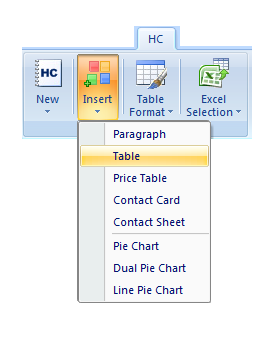 HC
HC
New
Insert
Table
Format
Excel
Selection
Paragraph
Table
Price Table
Contact Card
Contact Sheet
Pie Chart
Dual Pie Chart
Line Pie Chart